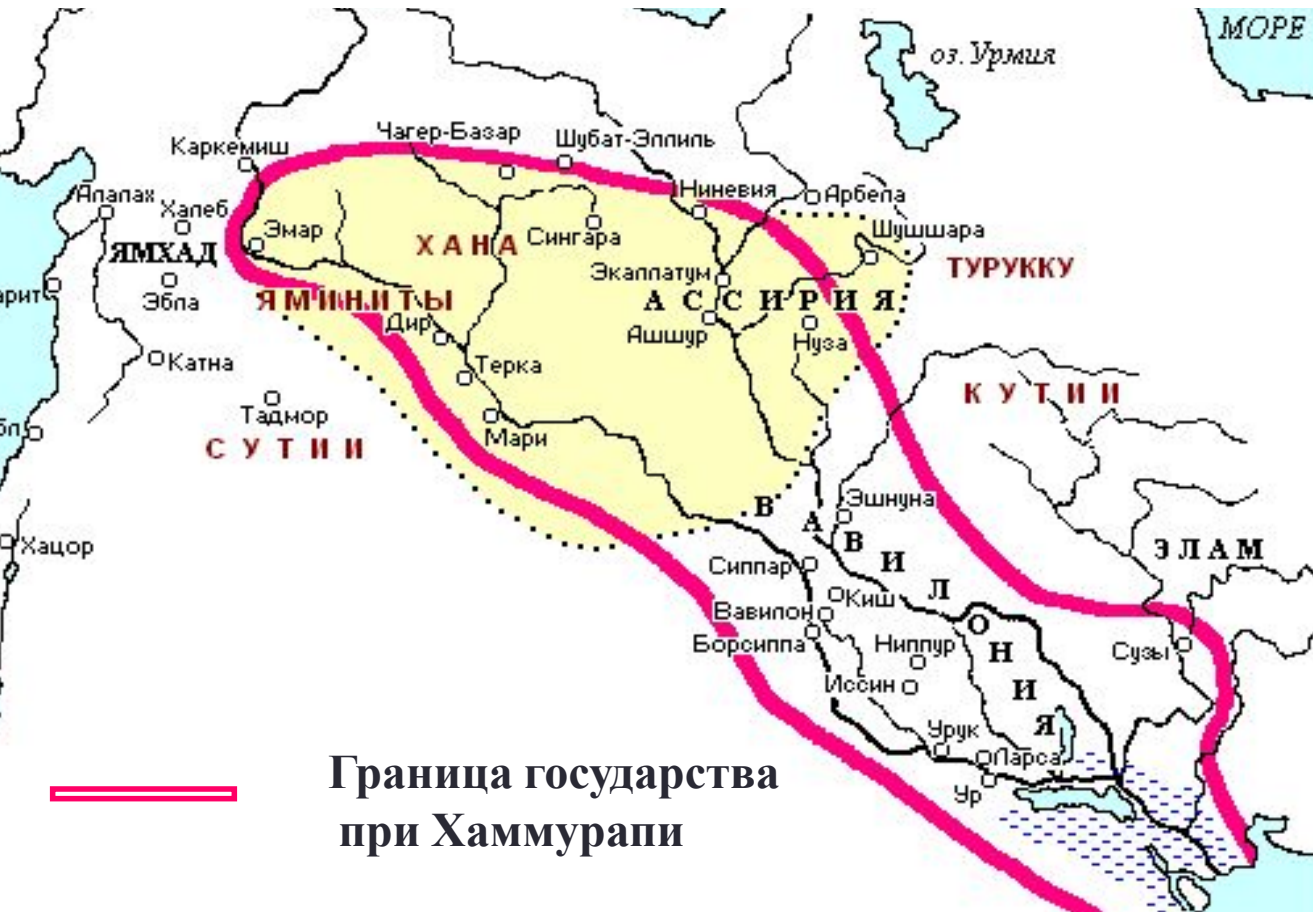 МОРЕ
оз. Урмия
Каркемиш
Чагер-Базар
Шубат-Эллиль
Ниневия
Арбела
Алалах
Халеб
Эмар
ХАНА
Сингара
Шушшара
ЯМХАД
Эбла
ТУРУККУ
Экаллатум
АССИРИЯ
арит
ЯМИНИТЫ
Дир
Ашшур
Нуза
Катна
Терка
КУТИИ
Тадмор
Мари
бл
СУТИИ
Эшнуна
ВАВИЛОНИЯ
Хацор
ЭЛАМ
Сиппар
Киш
Вавилон
Борсиппа
Ниппур
Сузы
Иссин
Урук
Ларса
Ур
Граница государства
при Хаммурапи